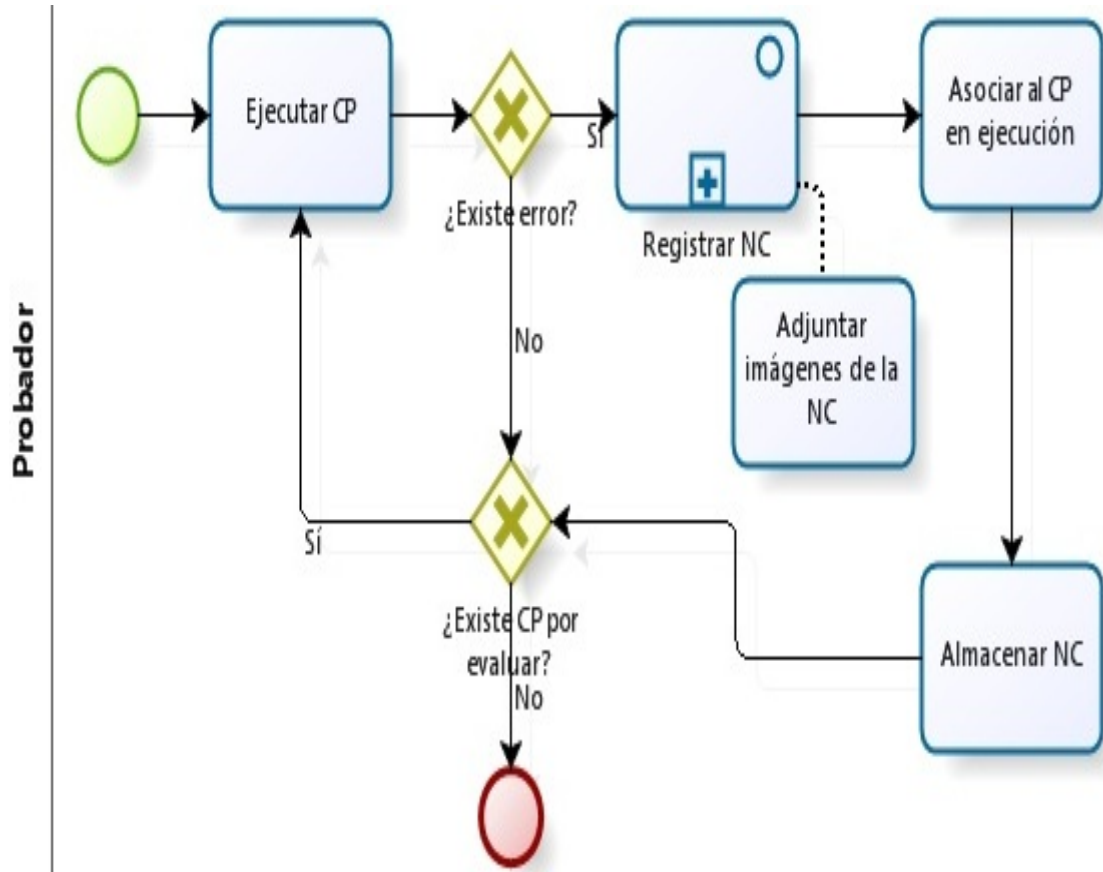 Probador
Ejecutar CP
¿Existe error?
Sí
Registrar NC
Asociar al CP
en ejecución
Adjuntar
imágenes de la
NC
No
Almacenar NC
¿Existe CP por
evaluar?
Sí
No